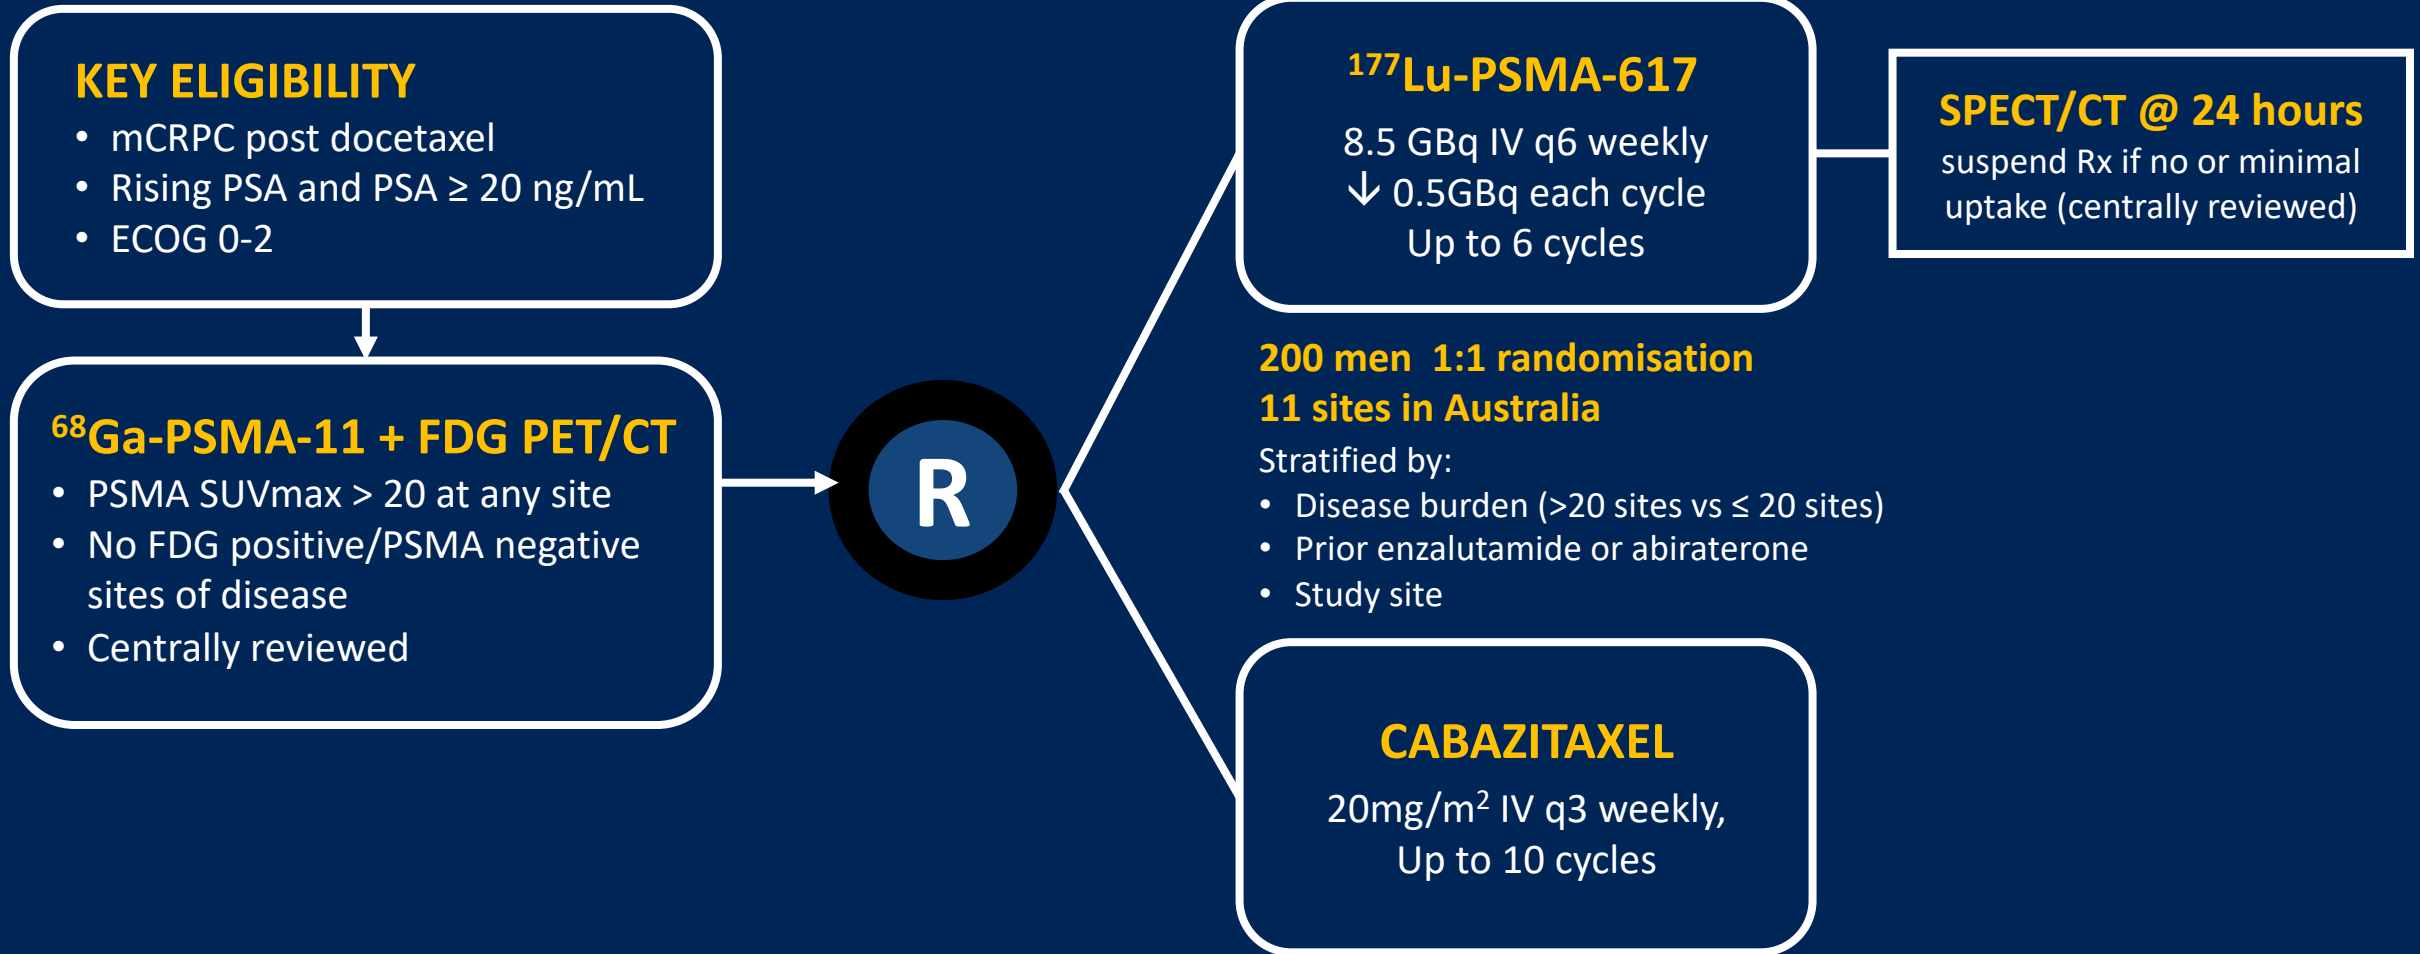 KEY ELIGIBILITY
• mCRPC post docetaxel
• Rising PSA and PSA ≥ 20 ng/mL
• ECOG 0-2
⁶⁸Ga-PSMA-11 + FDG PET/CT
• PSMA SUVmax > 20 at any site
• No FDG positive/PSMA negative
sites of disease
• Centrally reviewed
R
¹⁷⁷Lu-PSMA-617
8.5 GBq IV q6 weekly
↓ 0.5GBq each cycle
Up to 6 cycles
SPECT/CT @ 24 hours
suspend Rx if no or minimal
uptake (centrally reviewed)
200 men 1:1 randomisation
11 sites in Australia
Stratified by:
• Disease burden (>20 sites vs ≤ 20 sites)
• Prior enzalutamide or abiraterone
• Study site
CABAZITAXEL
20mg/m² IV q3 weekly,
Up to 10 cycles